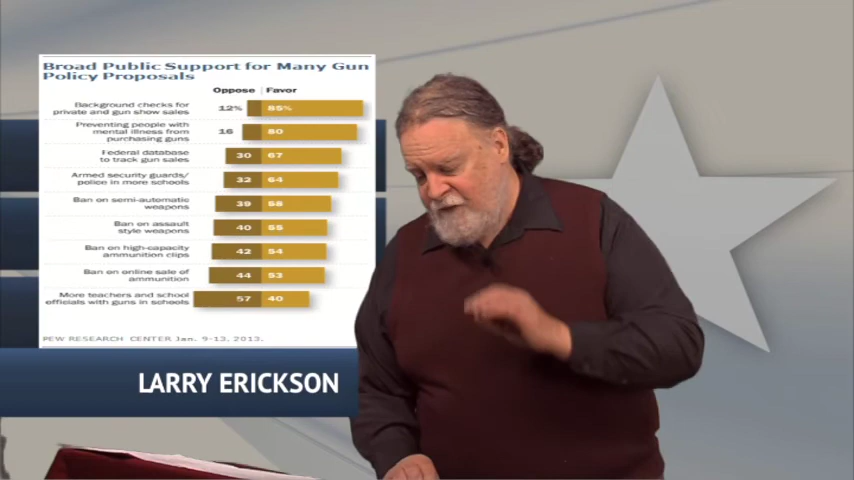 Broad Public Support for Many Gun
Policy Proposals
Oppose Favor
Background checks for
private and gun show sales
12% 85%
Preventing people with
mental illness from
purchasing guns
16 80
Federal database
to track gun sales
30 67
Armed security guards/
police in more schools
32 64
Ban on semi-automatic
weapons
39 58
Ban on assault
style weapons
40 55
Ban on high-capacity
ammunition clips
42 54
Ban on online sale of
ammunition
44 53
More teachers and school
officials with guns in schools
57 40
PEW RESEARCH CENTER Jan. 9-13, 2013.
LARRY ERICKSON